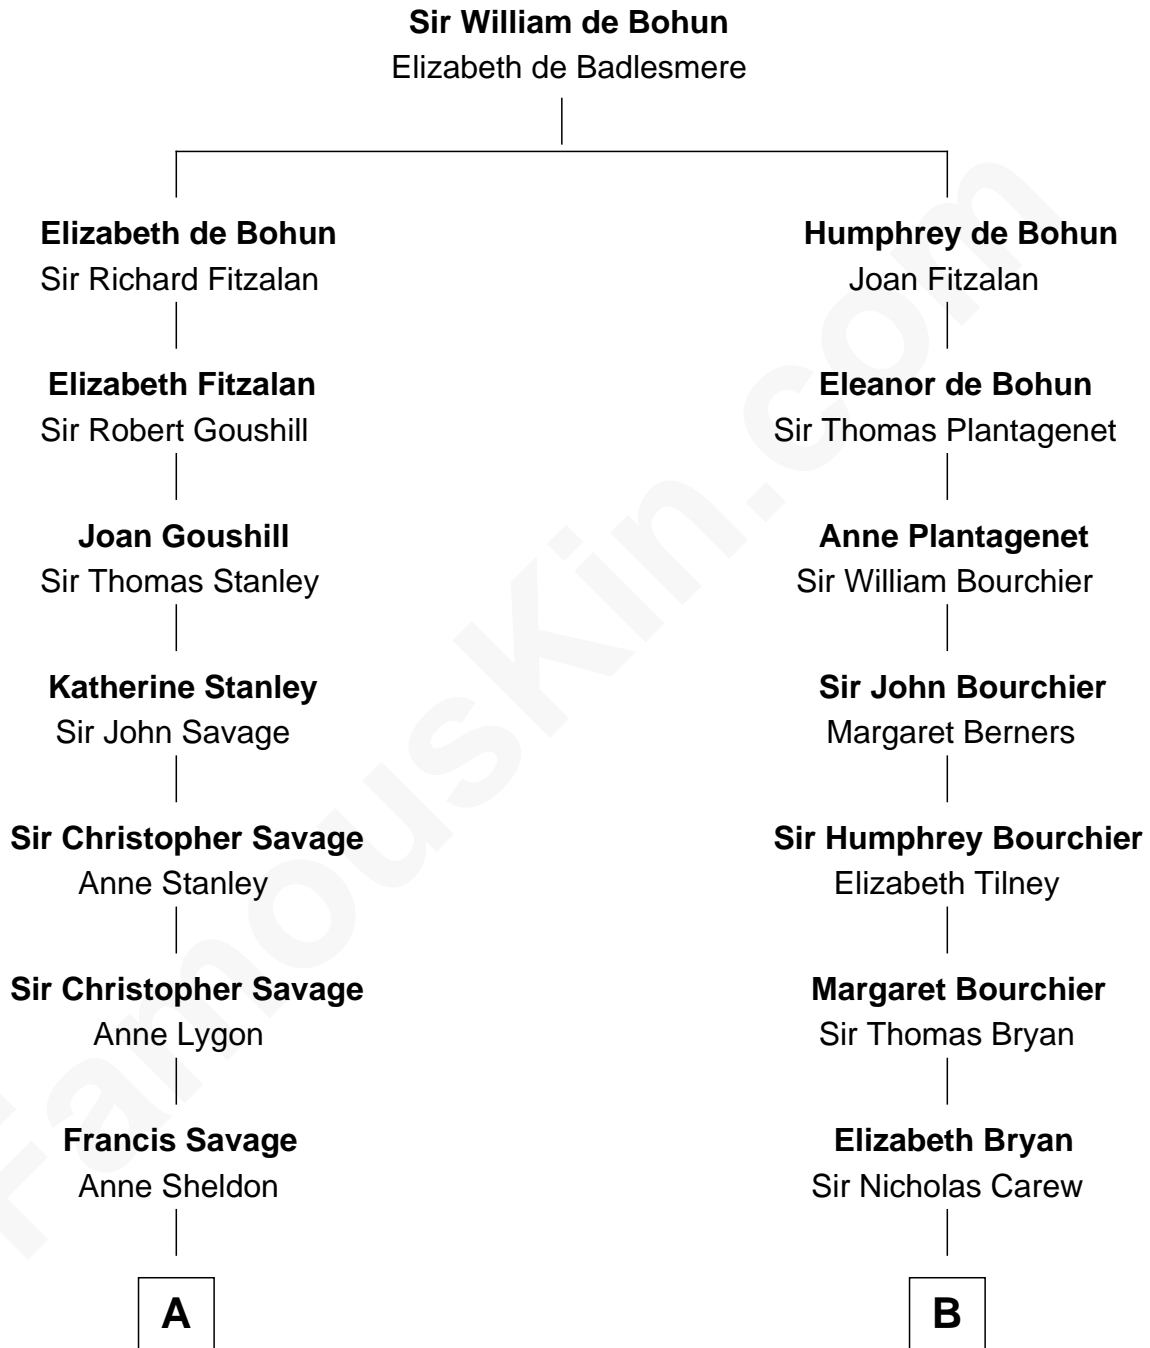 Sir William de Bohun
Elizabeth de Badlesmere
Elizabeth de Bohun
Sir Richard Fitzalan
Humphrey de Bohun
Joan Fitzalan
Elizabeth Fitzalan
Sir Robert Goushill
Eleanor de Bohun
Sir Thomas Plantagenet
Joan Goushill
Sir Thomas Stanley
Anne Plantagenet
Sir William Bourchier
Katherine Stanley
Sir John Savage
Sir John Bourchier
Margaret Berners
Sir Christopher Savage
Anne Stanley
Sir Humphrey Bourchier
Elizabeth Tilney
Sir Christopher Savage
Anne Lygon
Margaret Bourchier
Sir Thomas Bryan
Francis Savage
Anne Sheldon
Elizabeth Bryan
Sir Nicholas Carew
A
B
FamousKin.com